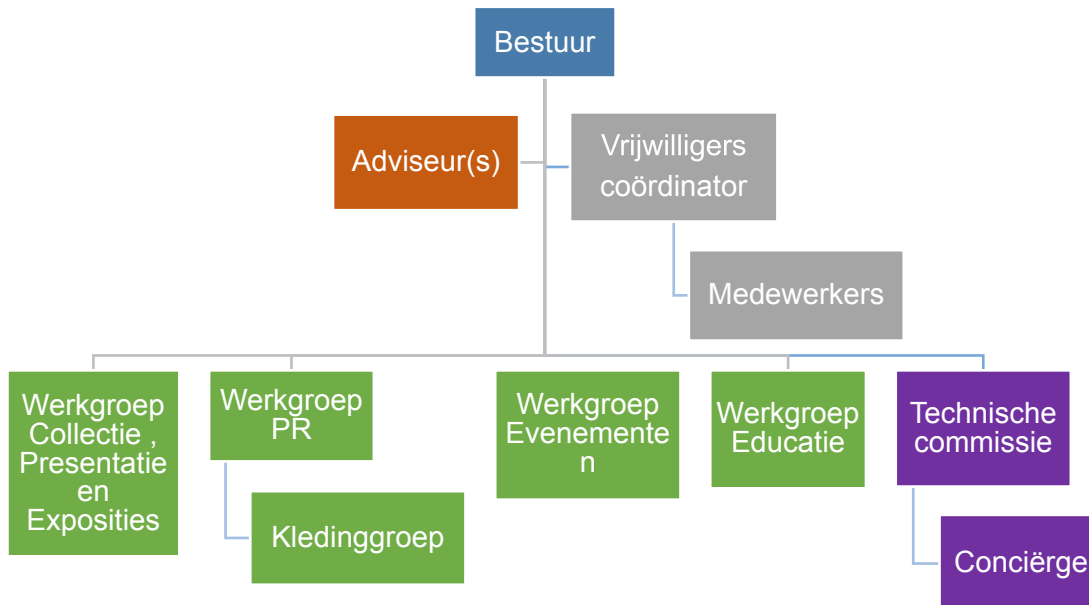 Bestuur
Adviseur(s)
Vrijwilligers
coördinator
Medewerkers
Werkgroep
Collectie ,
Presentatie
en
Exposities
Werkgroep
PR
Kledinggroep
Werkgroep
Evenemente
n
Werkgroep
Educatie
Technische
commissie
Conciërge